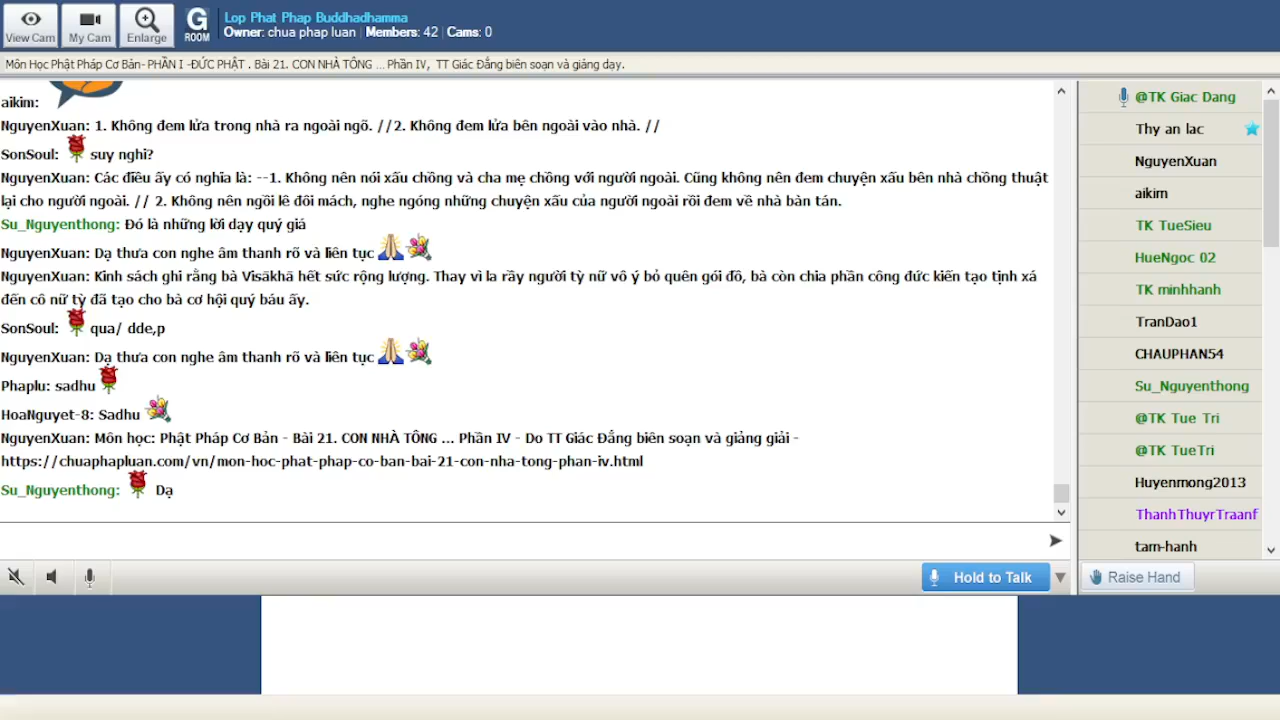 View Cam
My Cam
Enlarge
G
ROOM
Lop Phat Phap Buddhadhamma
Owner: chua phap luan | Members: 42 | Cams: 0
Môn Học Phật Pháp Cơ Bản- PHẦN I -ĐỨC PHẬT . Bài 21. CON NHÀ TÔNG ... Phần IV, TT Giác Đẳng biên soạn và giảng dạy.
aikim:
NguyenXuan: 1. Không đem lửa trong nhà ra ngoài ngõ. //2. Không đem lửa bên ngoài vào nhà. //
SonSoul: suy nghi?
NguyenXuan: Các điều ấy có nghĩa là: --1. Không nên nói xấu chồng và cha mẹ chồng với người ngoài. Cũng không nên đem chuyện xấu bên nhà chồng thuật
lại cho người ngoài. // 2. Không nên ngồi lê đôi mách, nghe ngóng những chuyện xấu của người ngoài rồi đem về nhà bàn tán.
Su_Nguyenthong: Đó là những lời dạy quý giá
NguyenXuan: Dạ thưa con nghe âm thanh rõ và liên tục
NguyenXuan: Kinh sách ghi rằng bà Visākhā hết sức rộng lượng. Thay vì la rầy người tỳ nữ vô ý bỏ quên gói đồ, bà còn chia phần công đức kiến tạo tịnh xá
đến cô nữ tỳ đã tạo cho bà cơ hội quý báu ấy.
SonSoul: qua/ dde,p
NguyenXuan: Dạ thưa con nghe âm thanh rõ và liên tục
Phaplu: sadhu
HoaNguyet-8: Sadhu
NguyenXuan: Môn học: Phật Pháp Cơ Bản - Bài 21. CON NHÀ TÔNG ... Phần IV - Do TT Giác Đẳng biên soạn và giảng giải -
https://chuaphapluan.com/vn/mon-hoc-phat-phap-co-ban-bai-21-con-nha-tong-phan-iv.html
Su_Nguyenthong: Dạ
@TK Giac Dang
Thy an lac
NguyenXuan
aikim
TK TueSieu
HueNgoc 02
TK minhhanh
TranDao1
CHAUPHAN54
Su_Nguyenthong
@TK Tue Tri
@TK TueTri
Huyenmong2013
ThanhThuyrTraanf
tam-hanh
Hold to Talk
Raise Hand